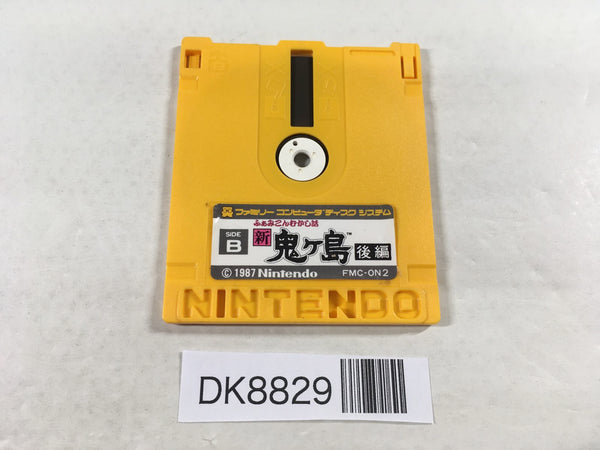 ファミリー コンピュータ ディスク システム
ふぁみこんむかし話
SIDE B 新 鬼ヶ島™ 後編
© 1987 Nintendo FMC-ON2
NINTENDO
DK8829